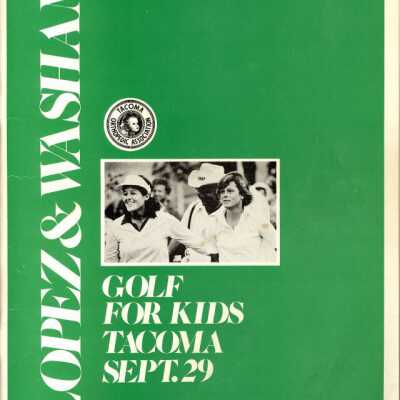 LOPEZ & WASHAM
TACOMA
ORTHOPEDIC ASSOCIATION
GOLF
FOR KIDS
TACOMA
SEPT. 29